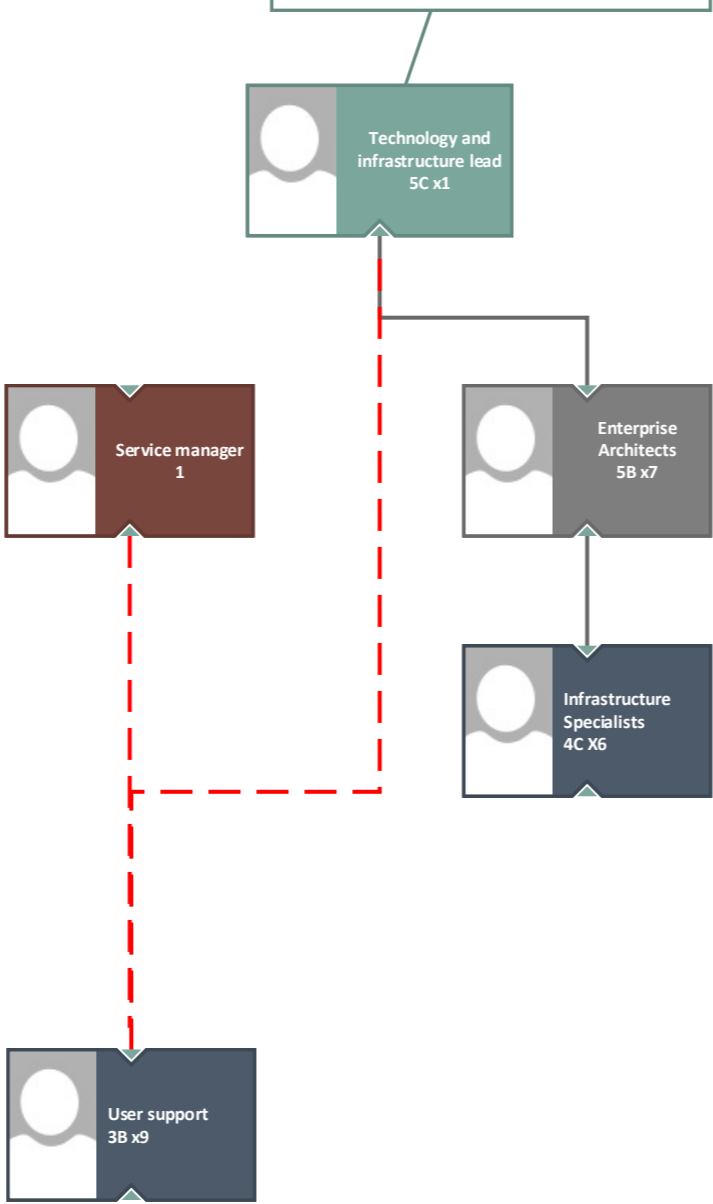 Technology and
infrastructure lead
5C x1
Service manager
1
Enterprise
Architects
5B x7
Infrastructure
Specialists
4C X6
User support
3B x9